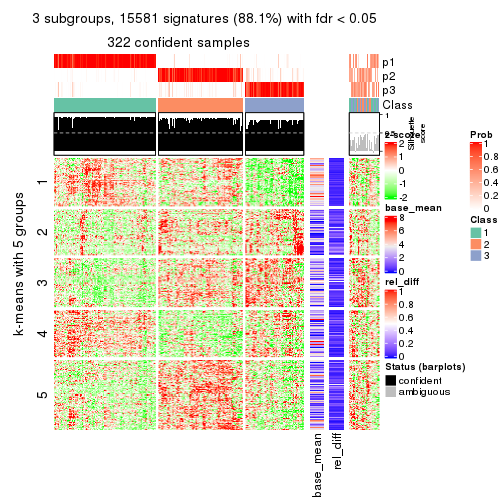 3 subgroups, 15581 signatures (88.1%) with fdr < 0.05
322 confident samples
p1
p2
p3
Class
1
0.5
Silhouette
score
k-means with 5 groups
1
2
3
4
5
base_mean
rel_diff
z-score
2
1
0
-1
-2
base_mean
8
6
4
2
0
rel_diff
1
0.8
0.6
0.4
0.2
0
Status (barplots)
confident
ambiguous
Prob
1
0.8
0.6
0.4
0.2
0
Class
1
2
3